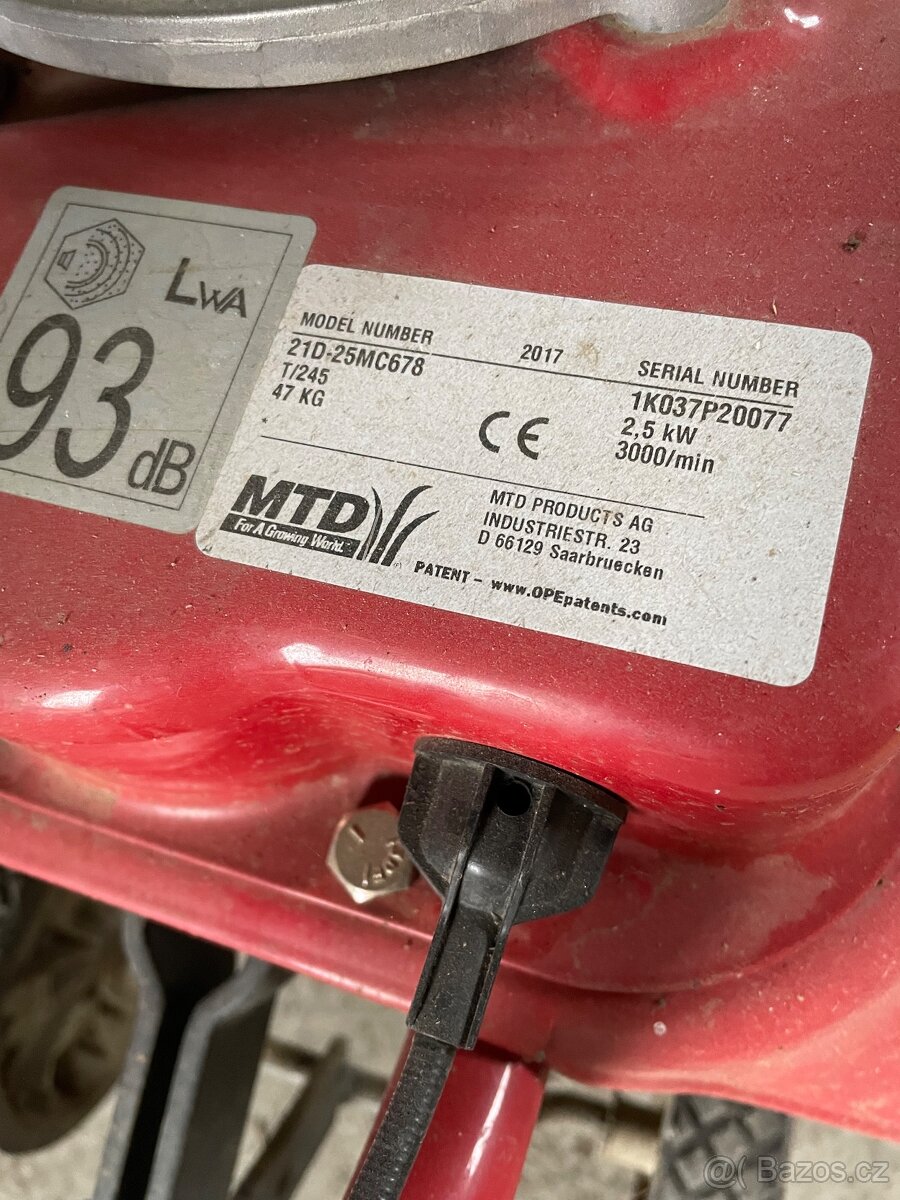 LWA
93 dB
MODEL NUMBER 2017 SERIAL NUMBER
21D-25MC678 1K037P20077
T/245 2,5 kW
47 KG 3000/min
CE
MTD
For A Growing World.
MTD PRODUCTS AG
INDUSTRIESTR. 23
D 66129 Saarbruecken
PATENT - www.OPEpatents.com
@( Bazos.cz